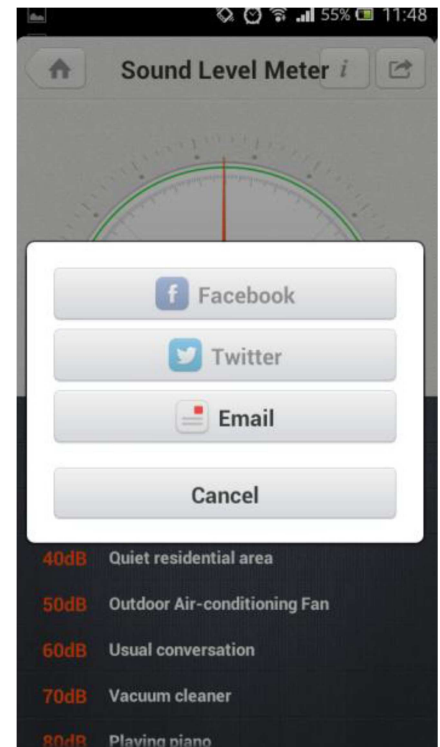 55% 11:48
Sound Level Meter i
Facebook
Twitter
Email
Cancel
40dB Quiet residential area
50dB Outdoor Air-conditioning Fan
60dB Usual conversation
70dB Vacuum cleaner
80dB Playing piano